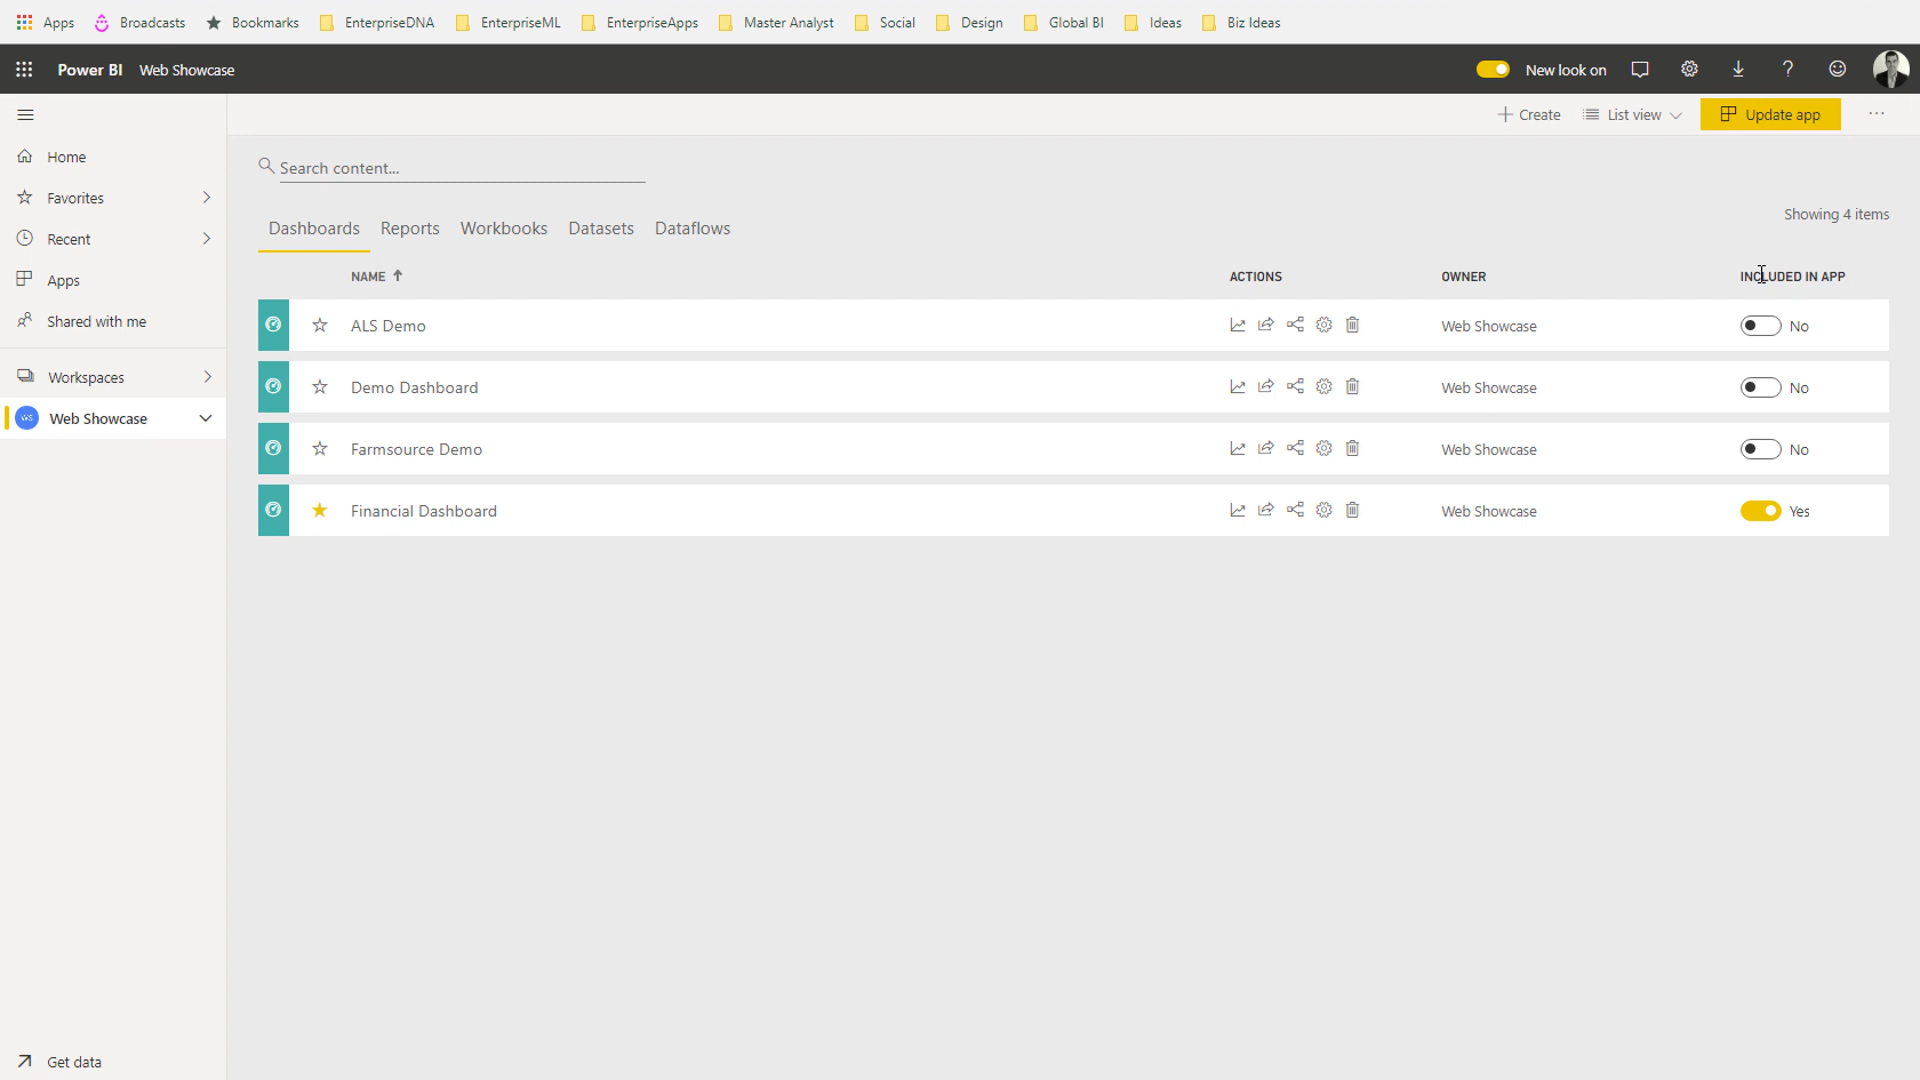 Apps Broadcasts Bookmarks EnterpriseDNA EnterpriseML EnterpriseApps Master Analyst Social Design Global BI Ideas Biz Ideas
Power BI Web Showcase New look on ?
Create List view Update app ...
Home
Favorites
Recent
Apps
Shared with me
Workspaces
WS Web Showcase
Get data
Search content...
Showing 4 items
Dashboards Reports Workbooks Datasets Dataflows
NAME ACTIONS OWNER INCLUDED IN APP
ALS Demo Web Showcase No
Demo Dashboard Web Showcase No
Farmsource Demo Web Showcase No
Financial Dashboard Web Showcase Yes